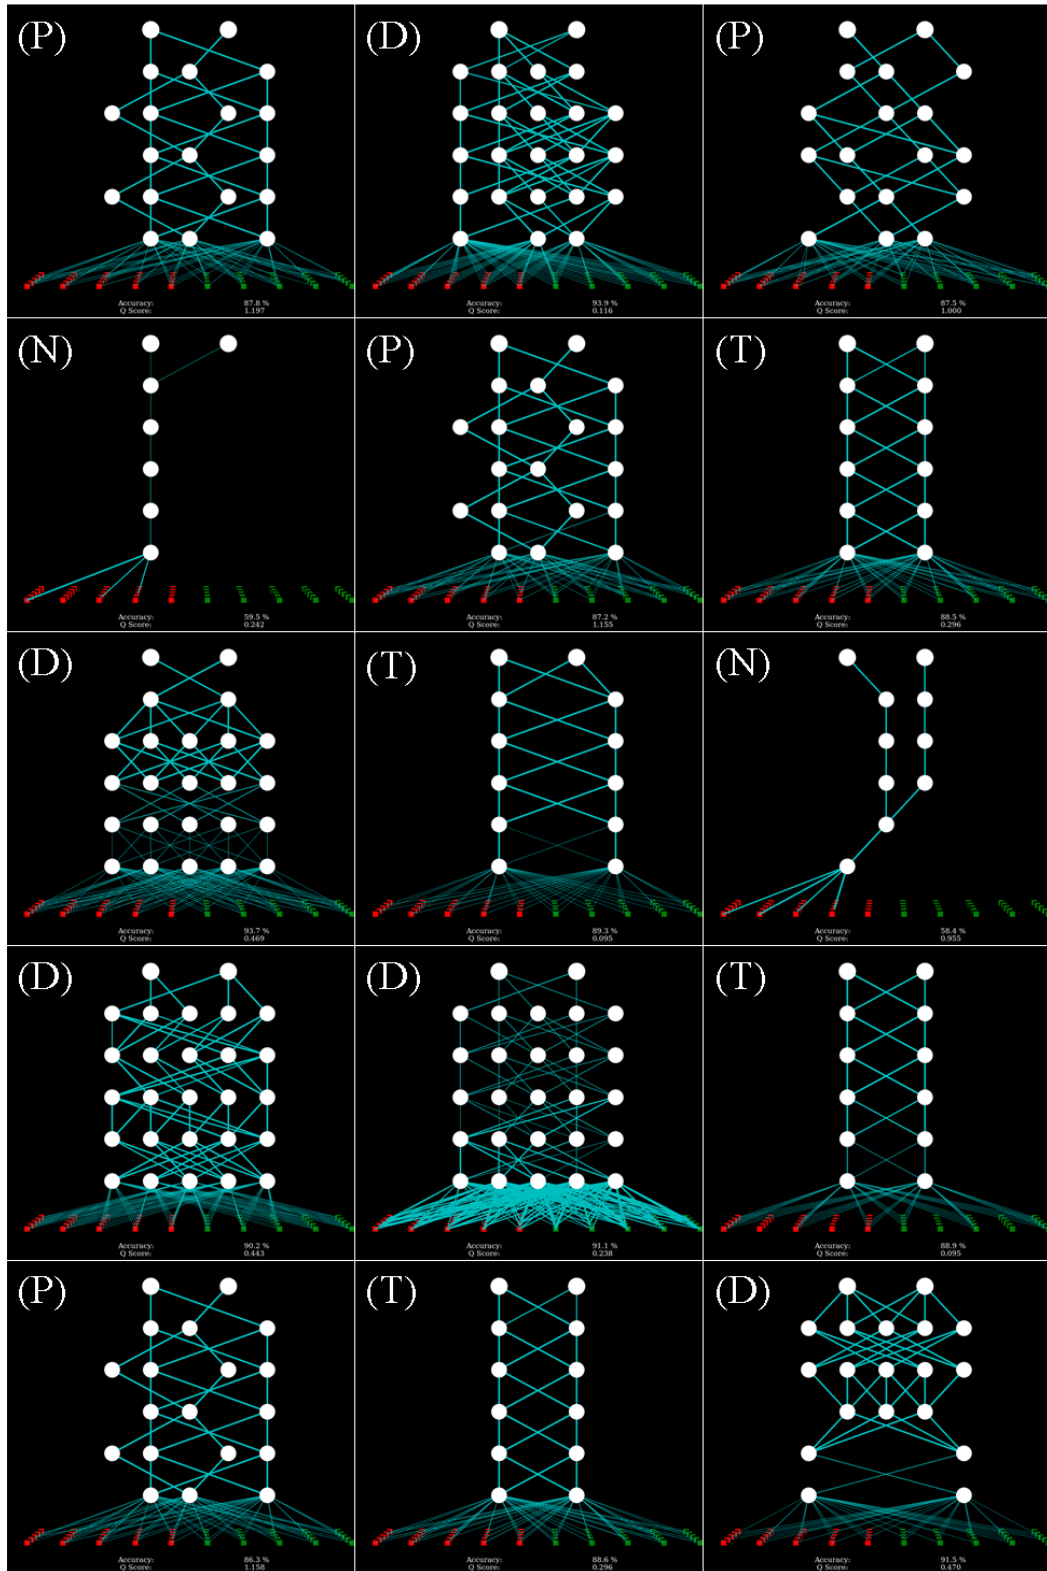 (P)
(D)
(P)
Accuracy: 87.8 %
Q Score: 1.197
Accuracy: 93.9 %
Q Score: 0.116
Accuracy: 87.5 %
Q Score: 1.000
(N)
(P)
(T)
Accuracy: 59.5 %
Q Score: 0.242
Accuracy: 87.2 %
Q Score: 1.155
Accuracy: 88.5 %
Q Score: 0.296
(D)
(T)
(N)
Accuracy: 93.7 %
Q Score: 0.469
Accuracy: 89.3 %
Q Score: 0.095
Accuracy: 58.4 %
Q Score: 0.955
(D)
(D)
(T)
Accuracy: 90.2 %
Q Score: 0.443
Accuracy: 91.1 %
Q Score: 0.238
Accuracy: 88.9 %
Q Score: 0.095
(P)
(T)
(D)
Accuracy: 86.3 %
Q Score: 1.158
Accuracy: 88.6 %
Q Score: 0.296
Accuracy: 91.5 %
Q Score: 0.470